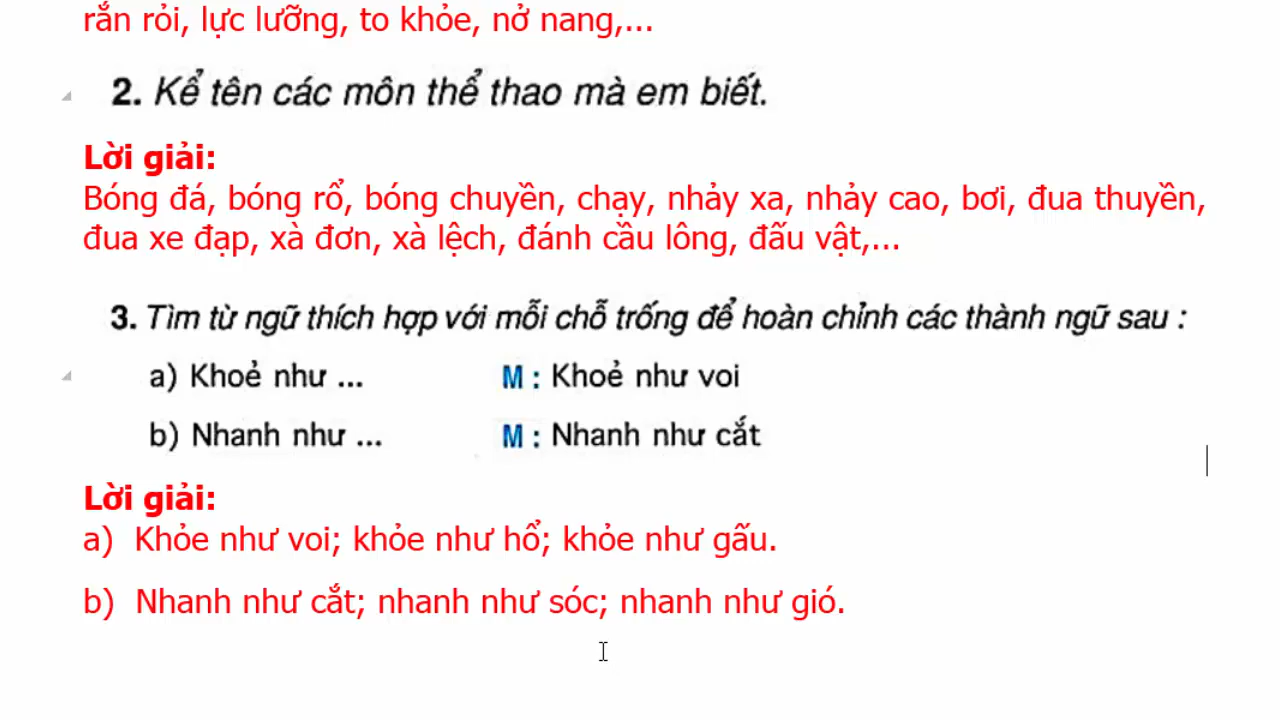 rắn rỏi, lực lưỡng, to khỏe, nở nang,...
2. Kể tên các môn thể thao mà em biết.
Lời giải:
Bóng đá, bóng rổ, bóng chuyền, chạy, nhảy xa, nhảy cao, bơi, đua thuyền,
đua xe đạp, xà đơn, xà lệch, đánh cầu lông, đấu vật,...
3. Tìm từ ngữ thích hợp với mỗi chỗ trống để hoàn chỉnh các thành ngữ sau :
a) Khoẻ như ... M : Khoẻ như voi
b) Nhanh như ... M : Nhanh như cắt
Lời giải:
a) Khỏe như voi; khỏe như hổ; khỏe như gấu.
b) Nhanh như cắt; nhanh như sóc; nhanh như gió.